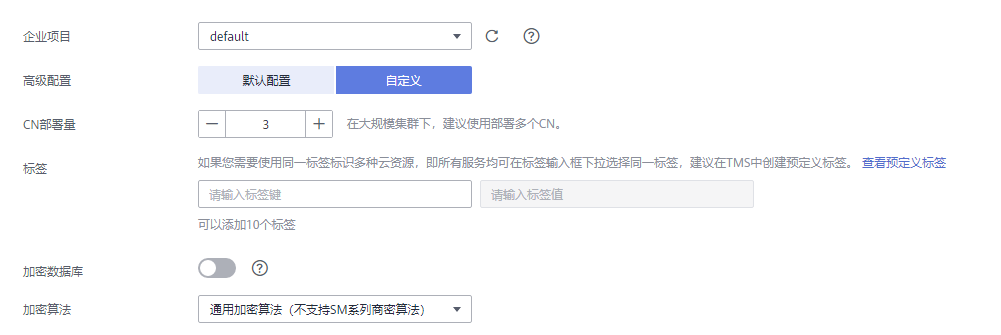 企业项目 default
高级配置 默认配置 自定义
CN部署量 3 在大规模集群下，建议使用部署多个CN。
标签 如果您需要使用同一标签标识多种云资源，即所有服务均可在标签输入框下拉选择同一标签，建议在TMS中创建预定义标签。 查看预定义标签
请输入标签键 请输入标签值
可以添加10个标签
加密数据库
加密算法 通用加密算法（不支持SM系列商密算法）